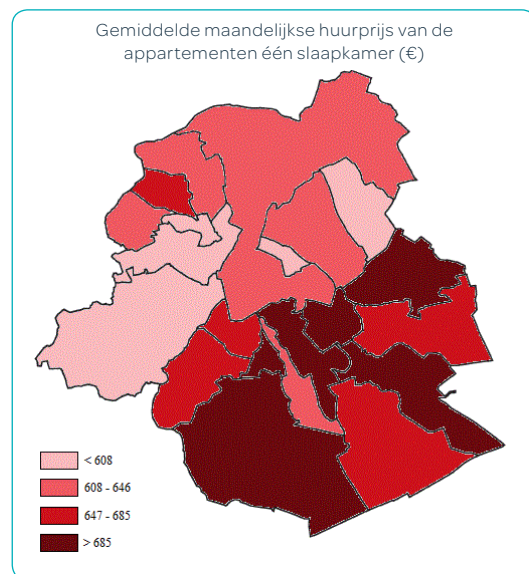 Gemiddelde maandelijkse huurprijs van de
appartementen één slaapkamer (€)
< 608
608 - 646
647 - 685
> 685